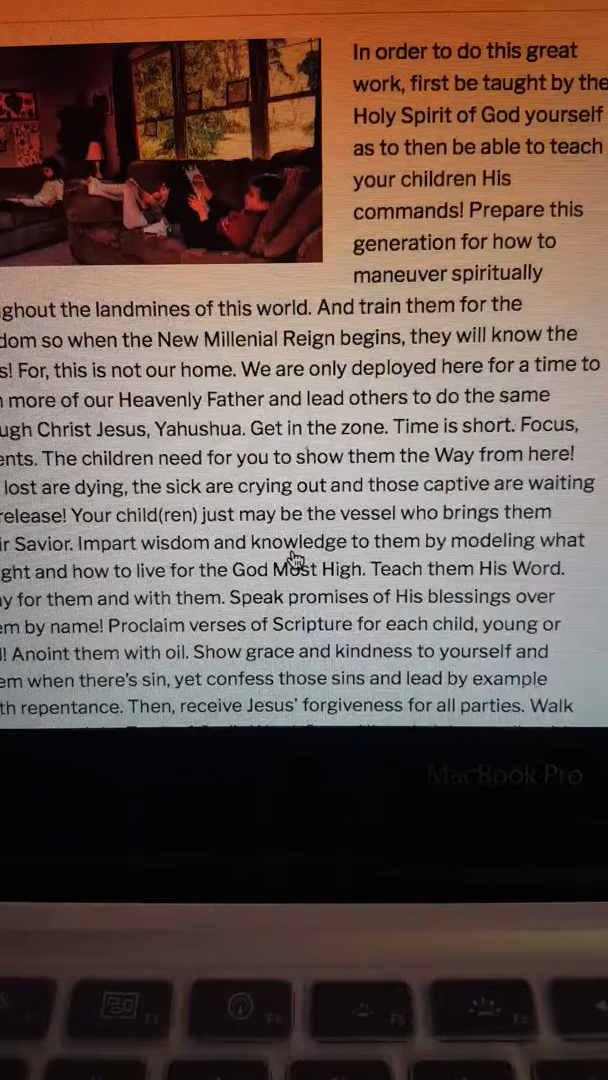 In order to do this great
work, first be taught by the
Holy Spirit of God yourself
as to then be able to teach
your children His
commands! Prepare this
generation for how to
maneuver spiritually
ghout the landmines of this world. And train them for the
dom so when the New Millenial Reign begins, they will know the
s! For, this is not our home. We are only deployed here for a time to
more of our Heavenly Father and lead others to do the same
ugh Christ Jesus, Yahushua. Get in the zone. Time is short. Focus,
ents. The children need for you to show them the Way from here!
lost are dying, the sick are crying out and those captive are waiting
release! Your child(ren) just may be the vessel who brings them
ir Savior. Impart wisdom and knowledge to them by modeling what
ght and how to live for the God Most High. Teach them His Word.
y for them and with them. Speak promises of His blessings over
em by name! Proclaim verses of Scripture for each child, young or
! Anoint them with oil. Show grace and kindness to yourself and
em when there's sin, yet confess those sins and lead by example
th repentance. Then, receive Jesus' forgiveness for all parties. Walk
MacBook Pro
F3
F4
F5
F6